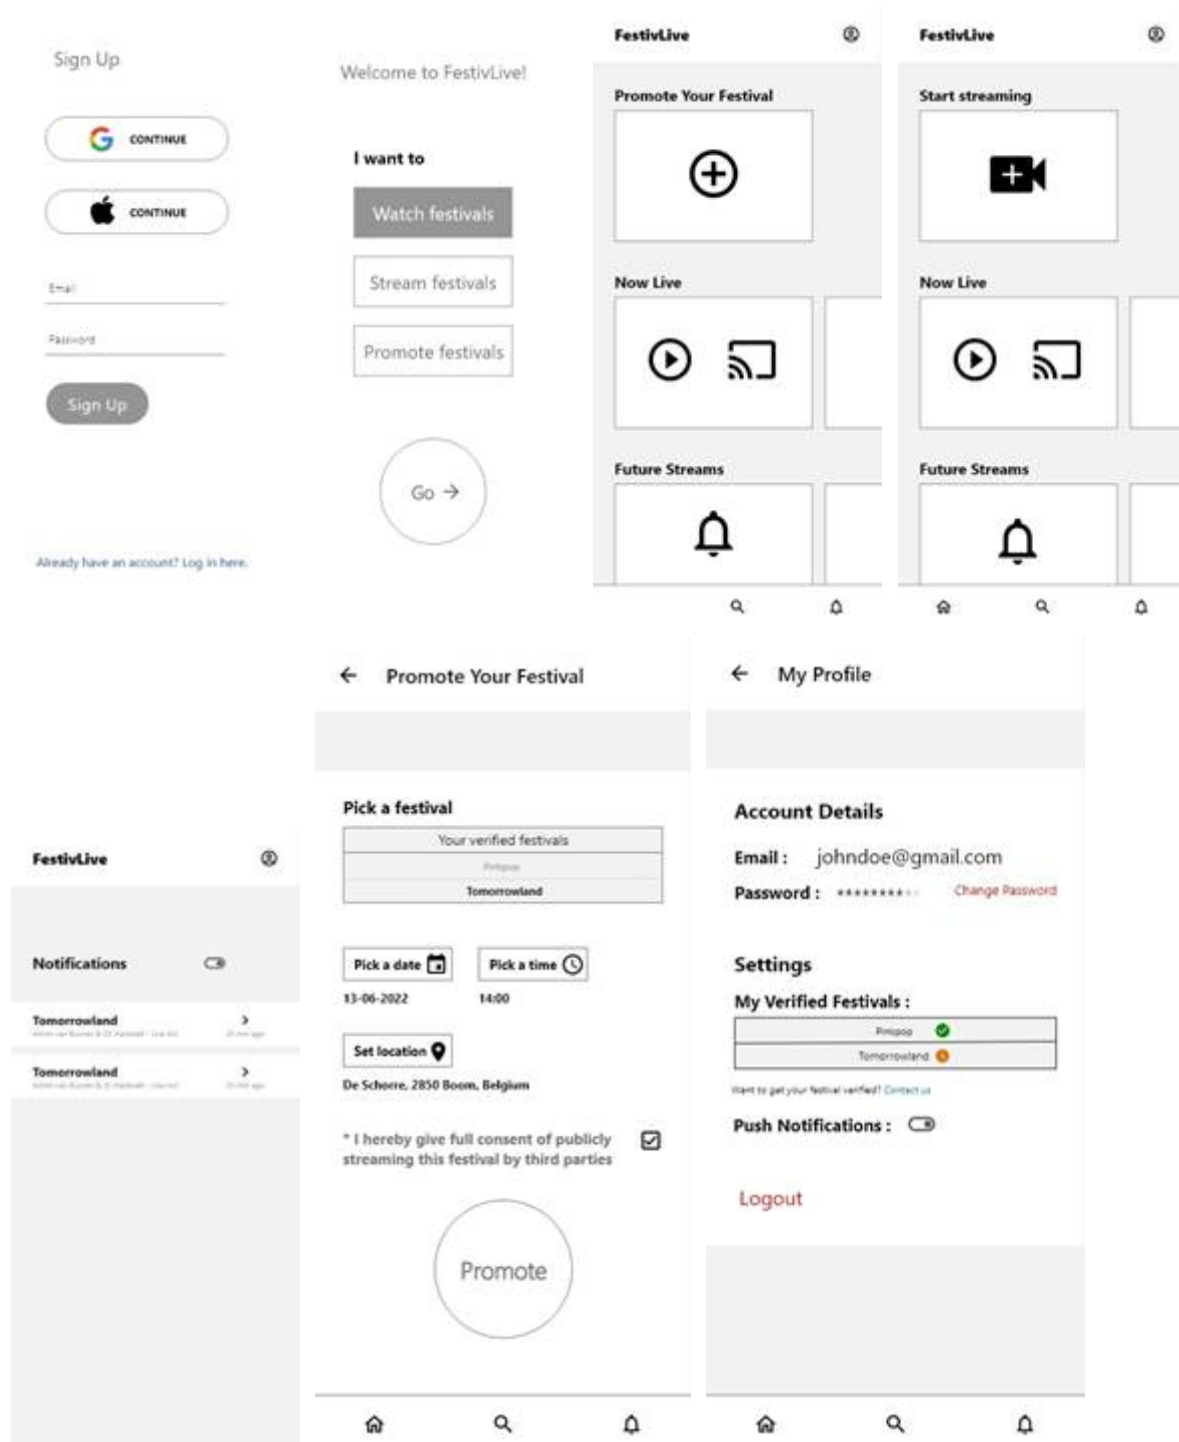 Sign Up
CONTINUE
CONTINUE
Email
Password
Sign Up
Already have an account? Log in here.
Welcome to FestivLive!
I want to
Watch festivals
Stream festivals
Promote festivals
Go →
FestivLive
Promote Your Festival
Now Live
Future Streams
FestivLive
Start streaming
Now Live
Future Streams
FestivLive
Notifications
Tomorrowland
Tomorrowland
Promote Your Festival
Pick a festival
Your verified festivals
Pinkpop
Tomorrowland
Pick a date
Pick a time
13-06-2022
14:00
Set location
De Schorre, 2850 Boom, Belgium
* I hereby give full consent of publicly
streaming this festival by third parties
Promote
My Profile
Account Details
Email : johndoe@gmail.com
Password : **********
Change Password
Settings
My Verified Festivals :
Pinkpop
Tomorrowland
Want to get your festival verified? Contact us
Push Notifications :
Logout